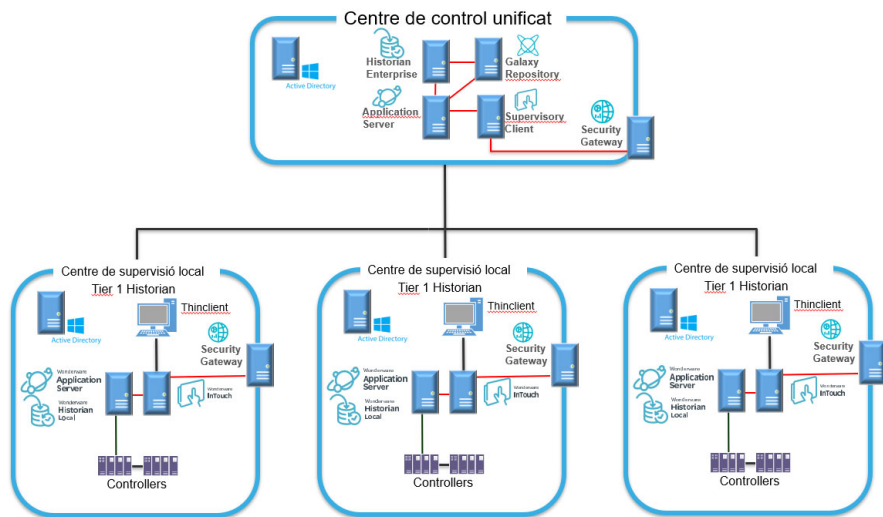 Centre de control unificat
Active Directory
Historian
Enterprise
Galaxy
Repository
Application
Server
Supervisory
Client
Security
Gateway
Centre de supervisió local
Tier 1 Historian
Thinclient
Active Directory
Security
Gateway
Wonderware
Application
Server
Wonderware
InTouch
Wonderware
Historian
Local
Controllers
Centre de supervisió local
Tier 1 Historian
Thinclient
Active Directory
Security
Gateway
Wonderware
Application
Server
Wonderware
InTouch
Wonderware
Historian
Local
Controllers
Centre de supervisió local
Tier 1 Historian
Thinclient
Active Directory
Security
Gateway
Wonderware
Application
Server
Wonderware
InTouch
Wonderware
Historian
Local
Controllers